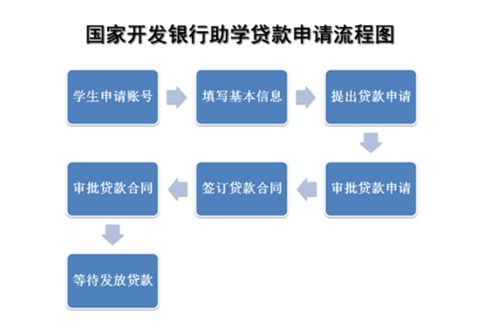 国家开发银行助学贷款申请流程图
学生申请账号
填写基本信息
提出贷款申请
审批贷款申请
签订贷款合同
审批贷款合同
等待发放贷款